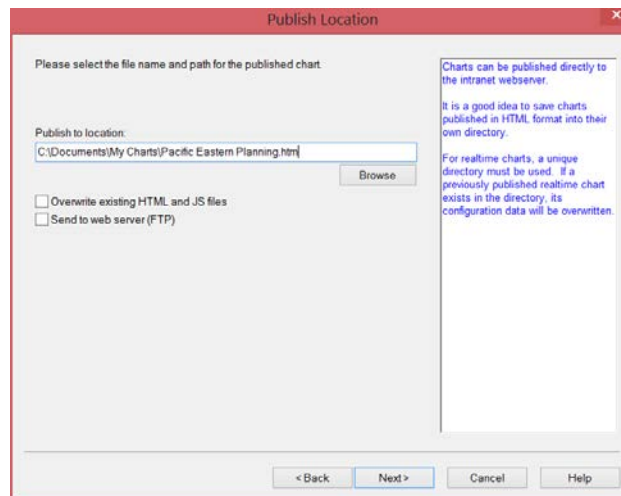 Publish Location
Please select the file name and path for the published chart.
Publish to location:
C:\Documents\My Charts\Pacific Eastern Planning.htm
Browse
Overwrite existing HTML and JS files
Send to web server (FTP)
Charts can be published directly to
the intranet webserver.
It is a good idea to save charts
published in HTML format into their
own directory.
For realtime charts, a unique
directory must be used. If a
previously published realtime chart
exists in the directory, its
configuration data will be overwritten.
< Back
Next >
Cancel
Help